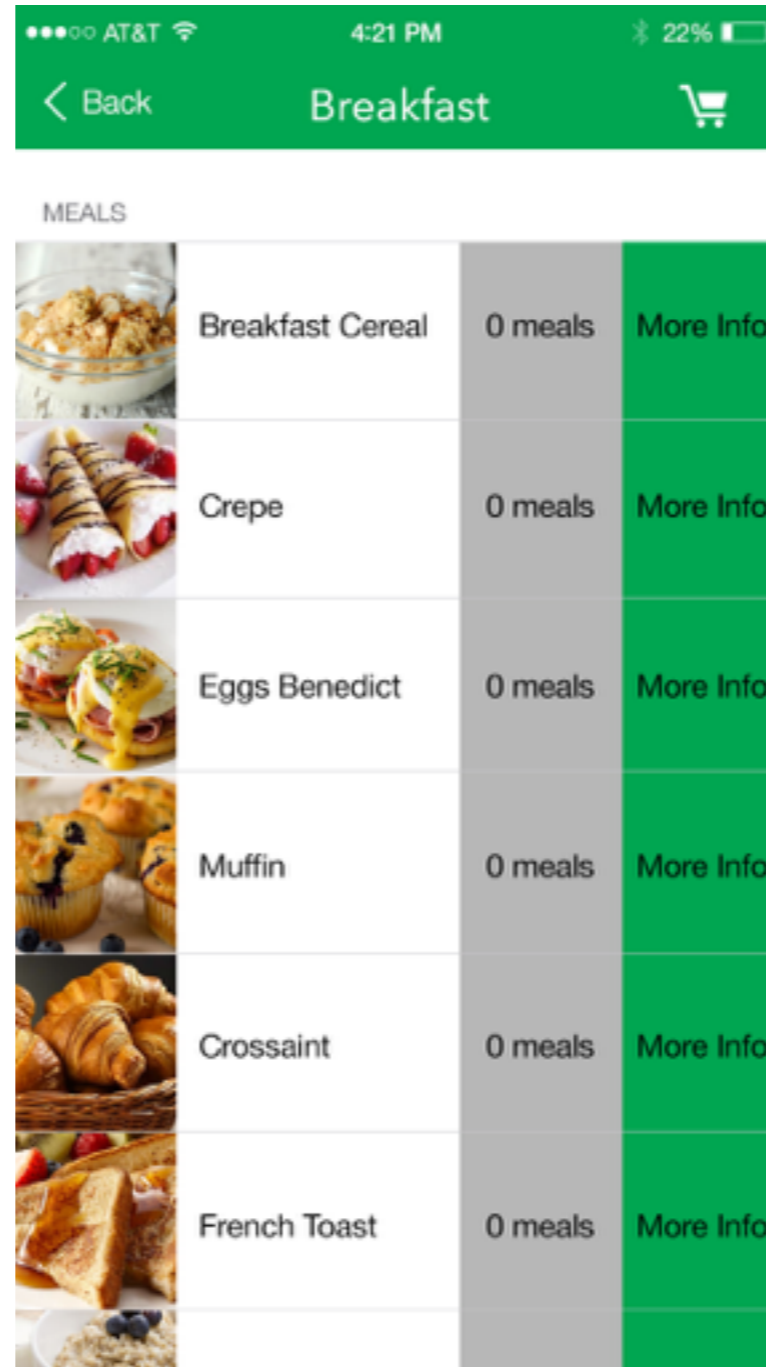 AT&T 4:21 PM 22%
Back Breakfast
MEALS
Breakfast Cereal 0 meals More Info
Crepe 0 meals More Info
Eggs Benedict 0 meals More Info
Muffin 0 meals More Info
Crossaint 0 meals More Info
French Toast 0 meals More Info